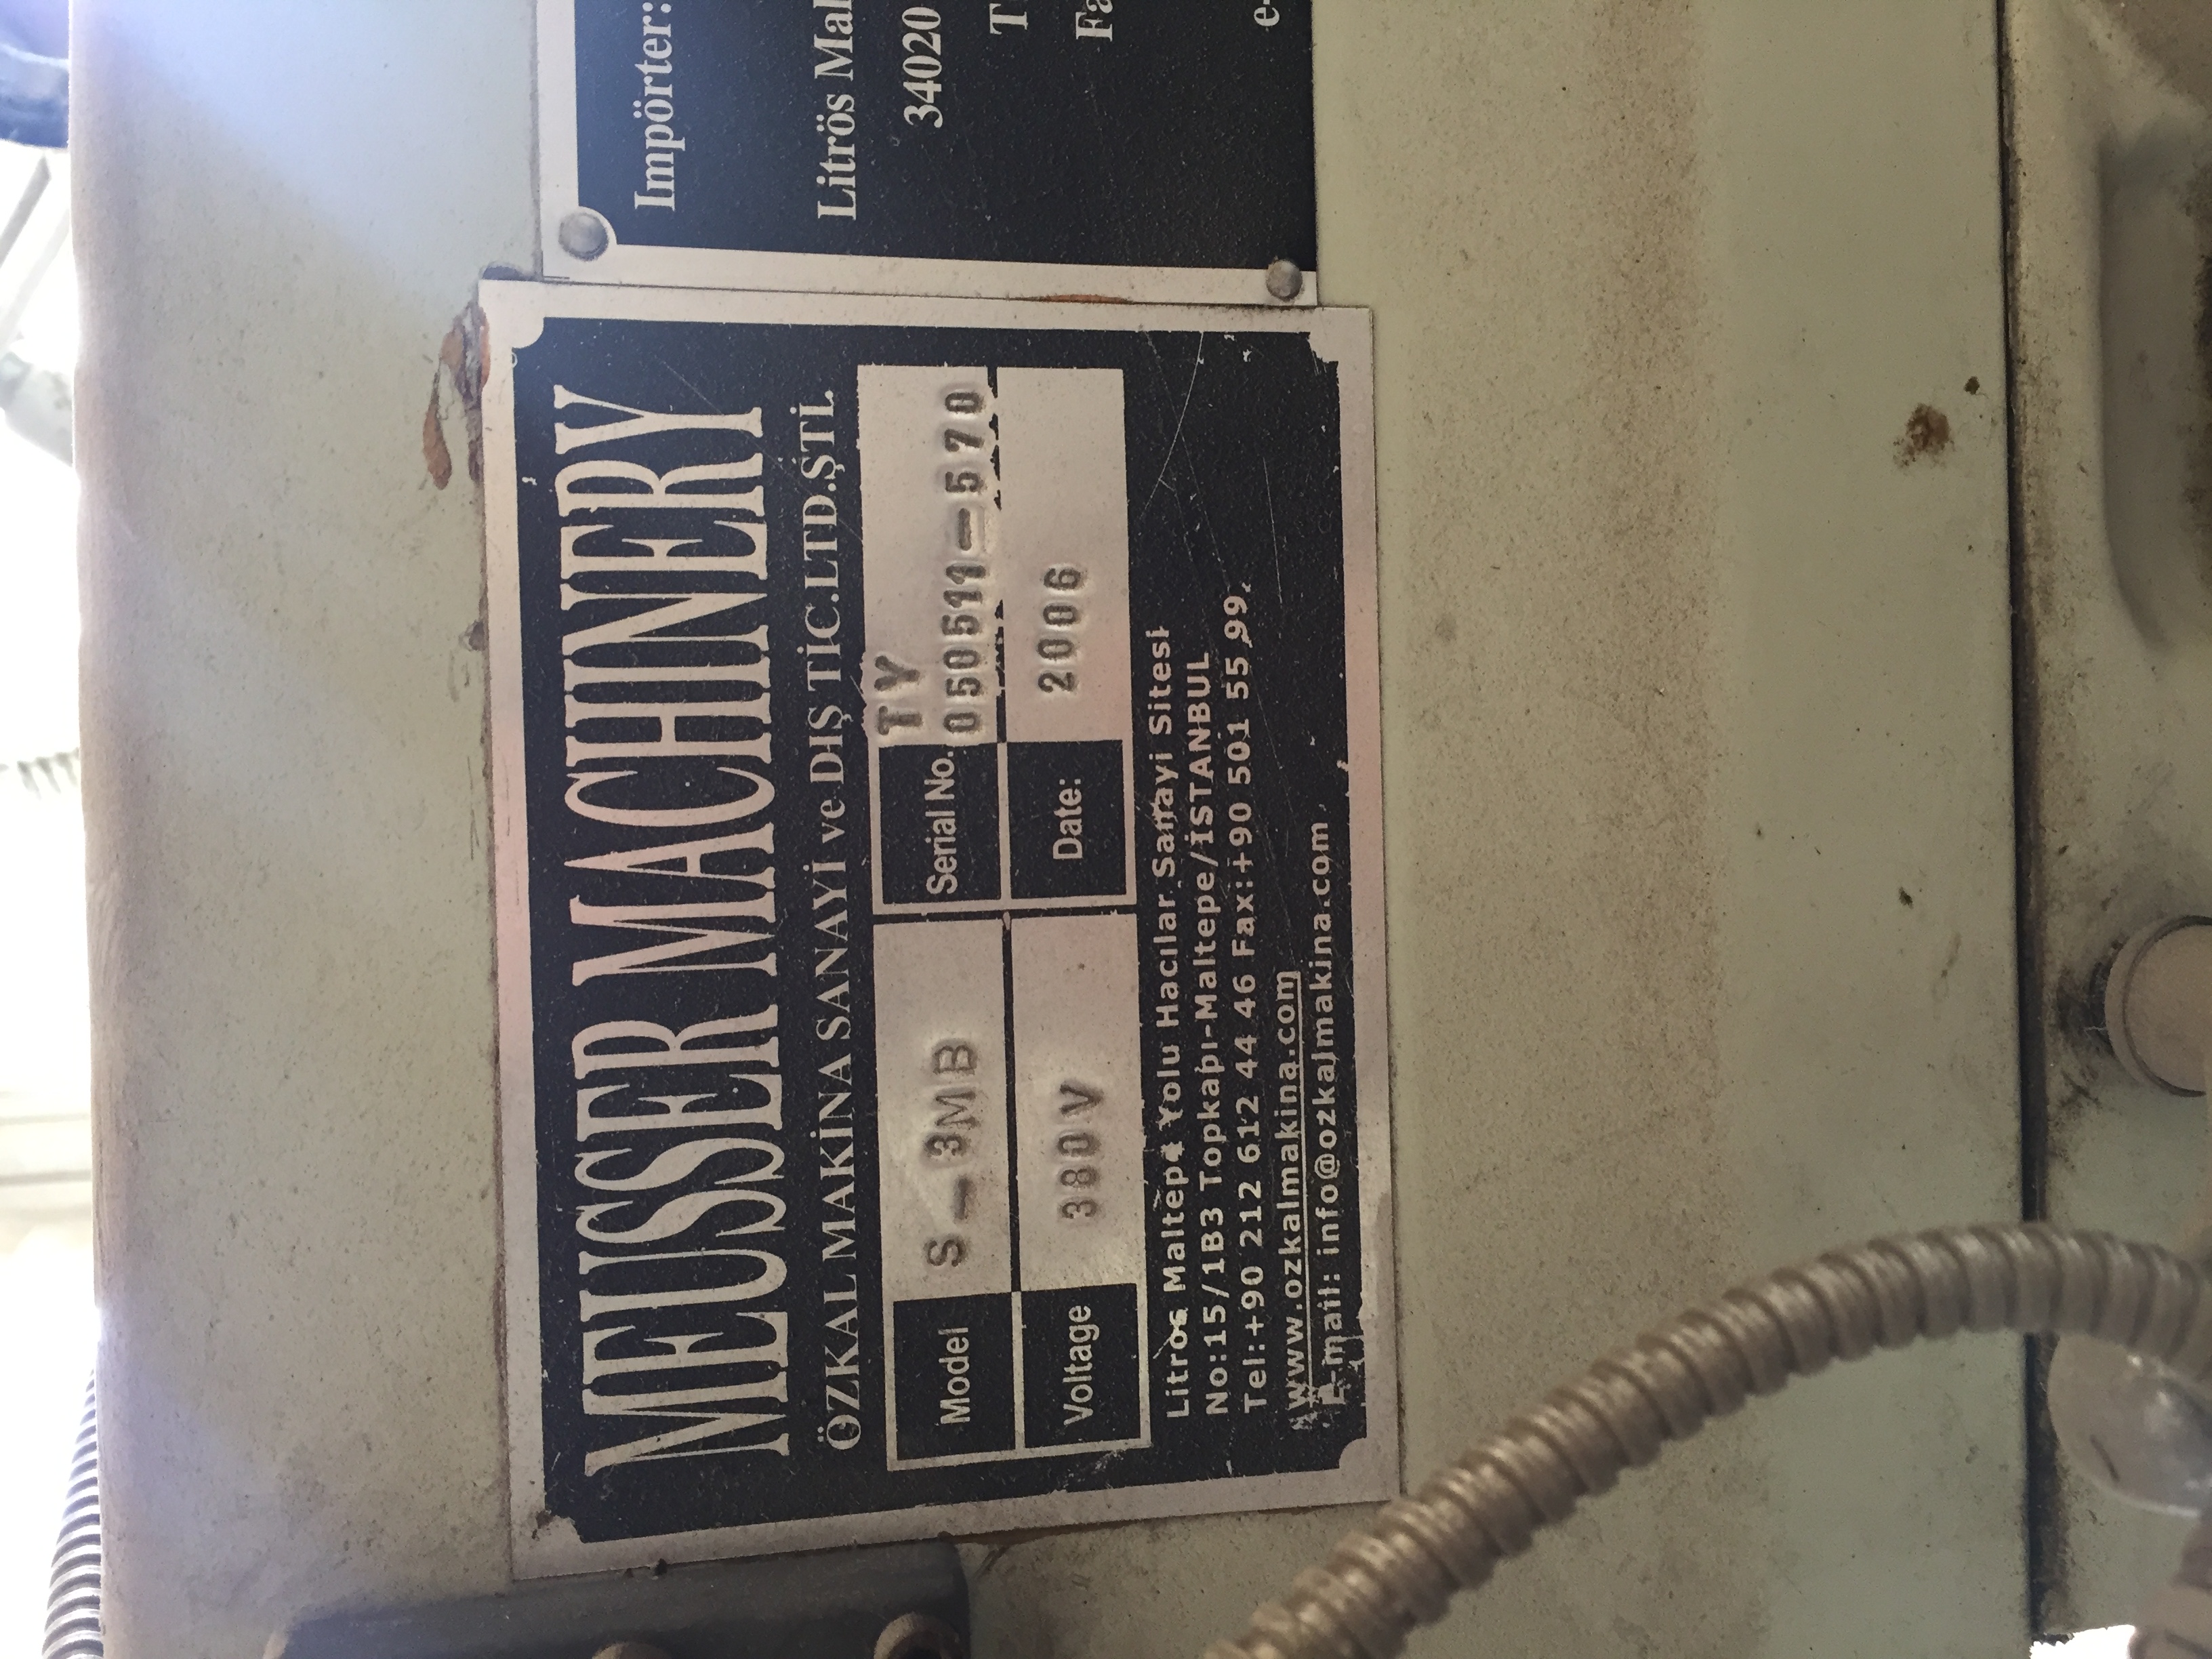 MEUSSER MACHINERY
ÖZKAL MAKİNA SANAYİ ve DIŞ TİC.LTD.ŞTİ.
Model S-3MB
Serial No. TY
050511-570
Voltage 380V
Date: 2006
Litros Maltepe Yolu Hacılar Sanayi Sitesi
No:15/1B3 Topkapı-Maltepe/İSTANBUL
Tel:+90 212 612 44 46 Fax:+90 501 55 99
www.ozkalmakina.com
E-mail: info@ozkalmakina.com
Impörter:
Litrös Mal
34020
T
Fa
e-